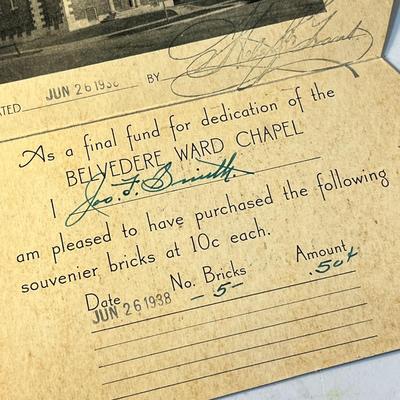 JUN 26 1938 BY
As a final fund for dedication of the
BELVEDERE WARD CHAPEL
I Jos. F. Smith
am pleased to have purchased the following
souvenier bricks at 10c each.
Date No. Bricks Amount
JUN 26 1938 - 5 - .50¢